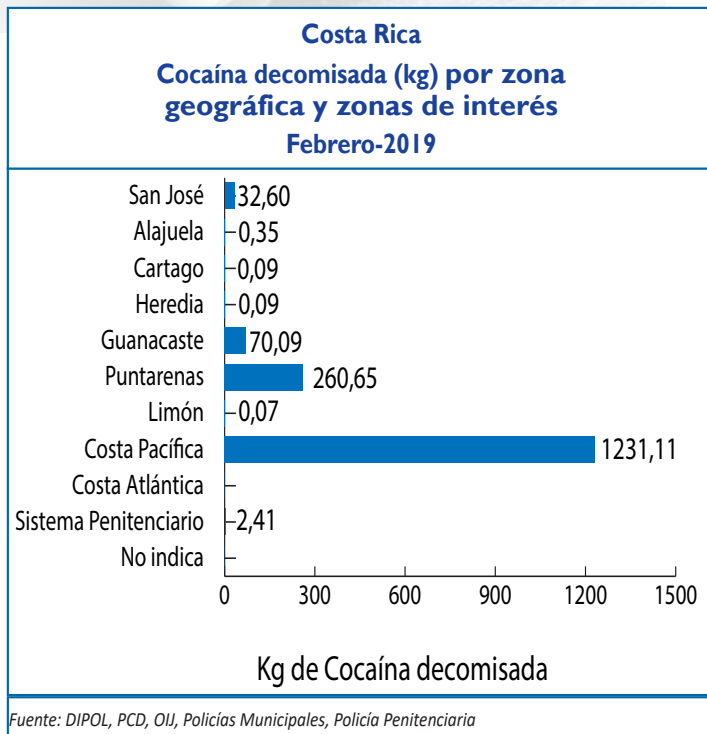 Costa Rica
Cocaína decomisada (kg) por zona
geográfica y zonas de interés
Febrero-2019
San José 32,60
Alajuela 0,35
Cartago 0,09
Heredia 0,09
Guanacaste 70,09
Puntarenas 260,65
Limón 0,07
Costa Pacífica 1231,11
Costa Atlántica
Sistema Penitenciario 2,41
No indica
0 300 600 900 1200 1500
Kg de Cocaína decomisada
Fuente: DIPOL, PCD, OIJ, Policías Municipales, Policía Penitenciaria